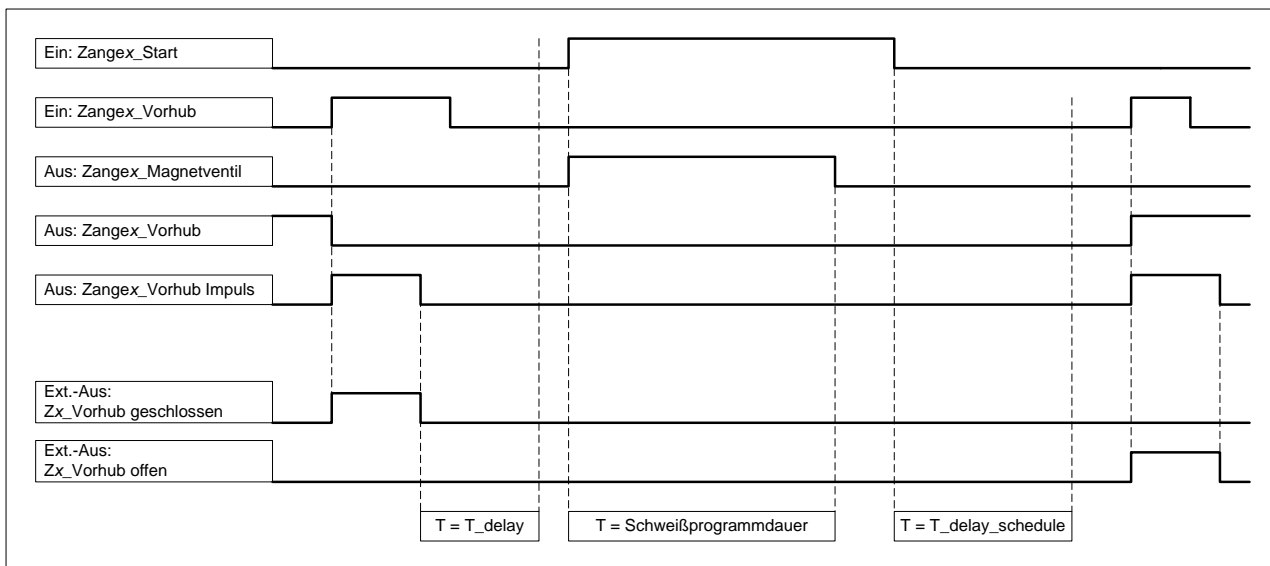 Ein: Zangex_Start
Ein: Zangex_Vorhub
Aus: Zangex_Magnetventil
Aus: Zangex_Vorhub
Aus: Zangex_Vorhub Impuls
Ext.-Aus:
Zx_Vorhub geschlossen
Ext.-Aus:
Zx_Vorhub offen
T = T_delay
T = Schweißprogrammdauer
T = T_delay_schedule